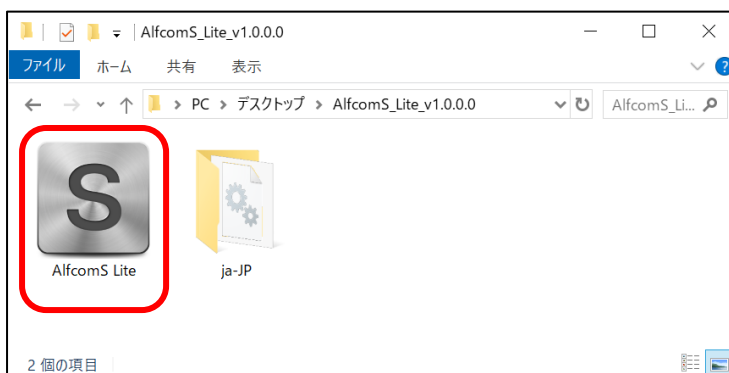 AlfcomS_Lite_v1.0.0.0
ファイル ホーム 共有 表示 ?
PC > デスクトップ > AlfcomS_Lite_v1.0.0.0 AlfcomS_Li...
S
AlfcomS Lite ja-JP
2 個の項目